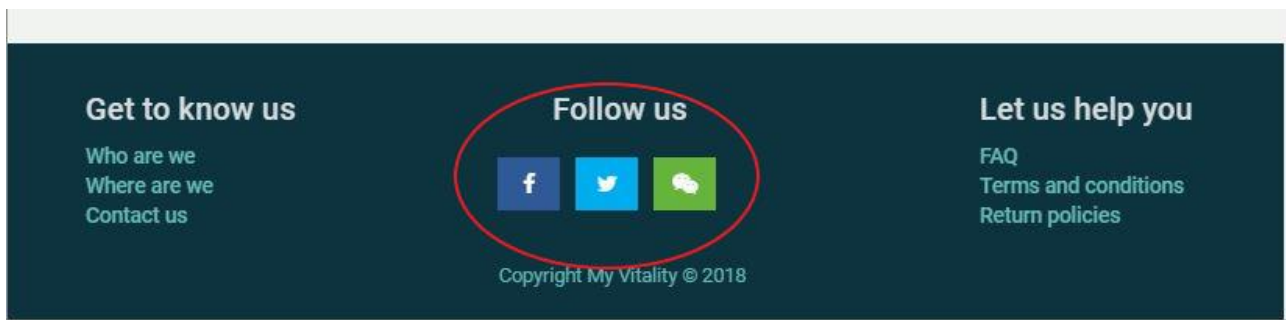 Get to know us
Who are we
Where are we
Contact us
Follow us
f
Copyright My Vitality © 2018
Let us help you
FAQ
Terms and conditions
Return policies